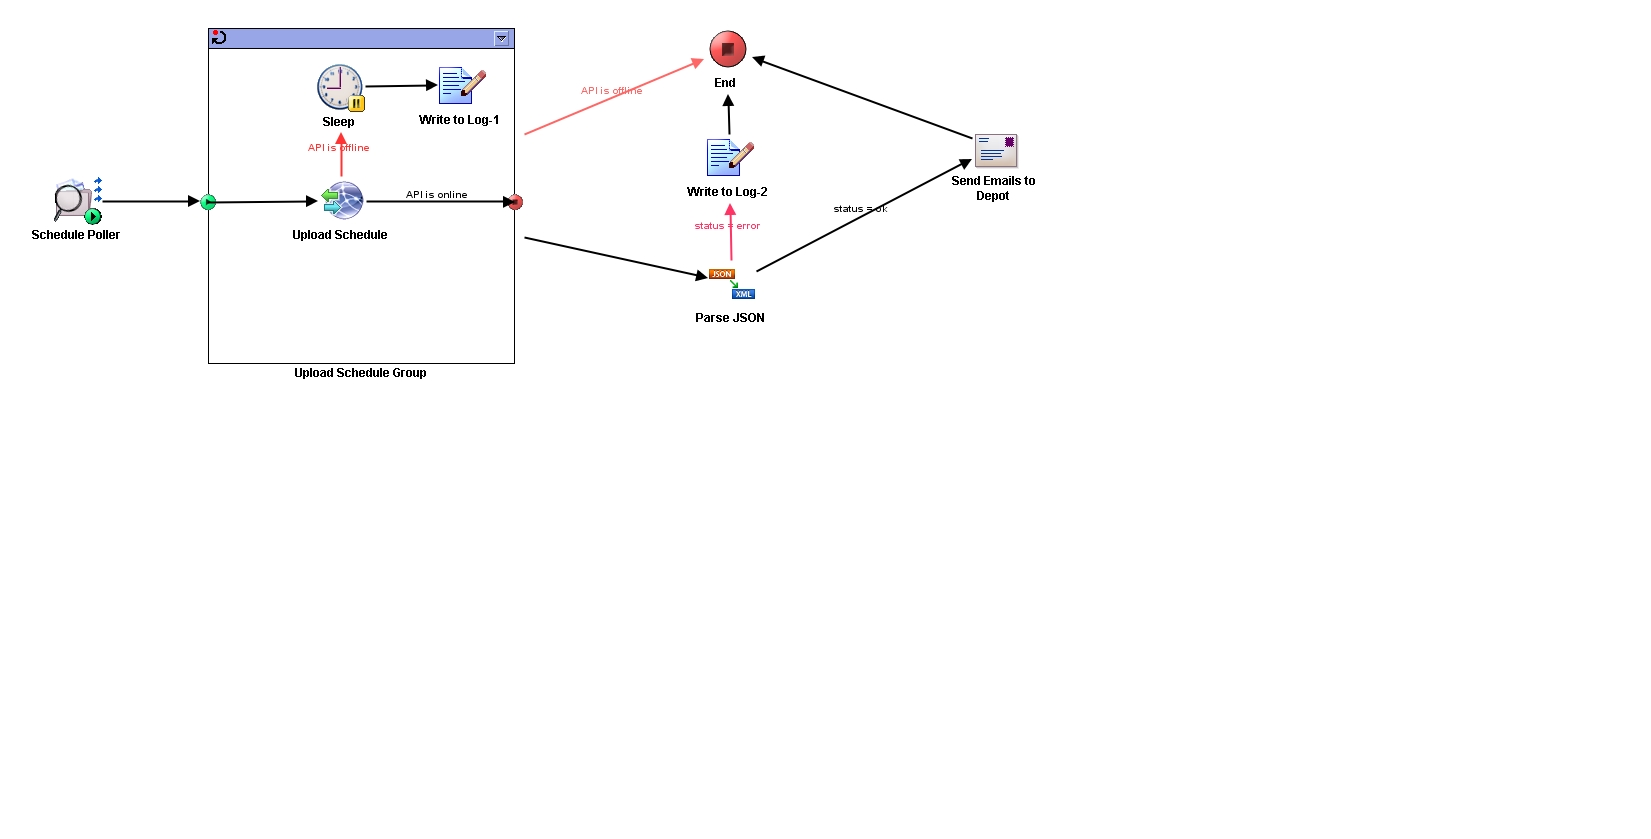 End
API is offline
Sleep
Write to Log-1
API is offline
Write to Log-2
Send Emails to
Depot
API is online
status = ok
Schedule Poller
Upload Schedule
status = error
JSON
XML
Parse JSON
Upload Schedule Group